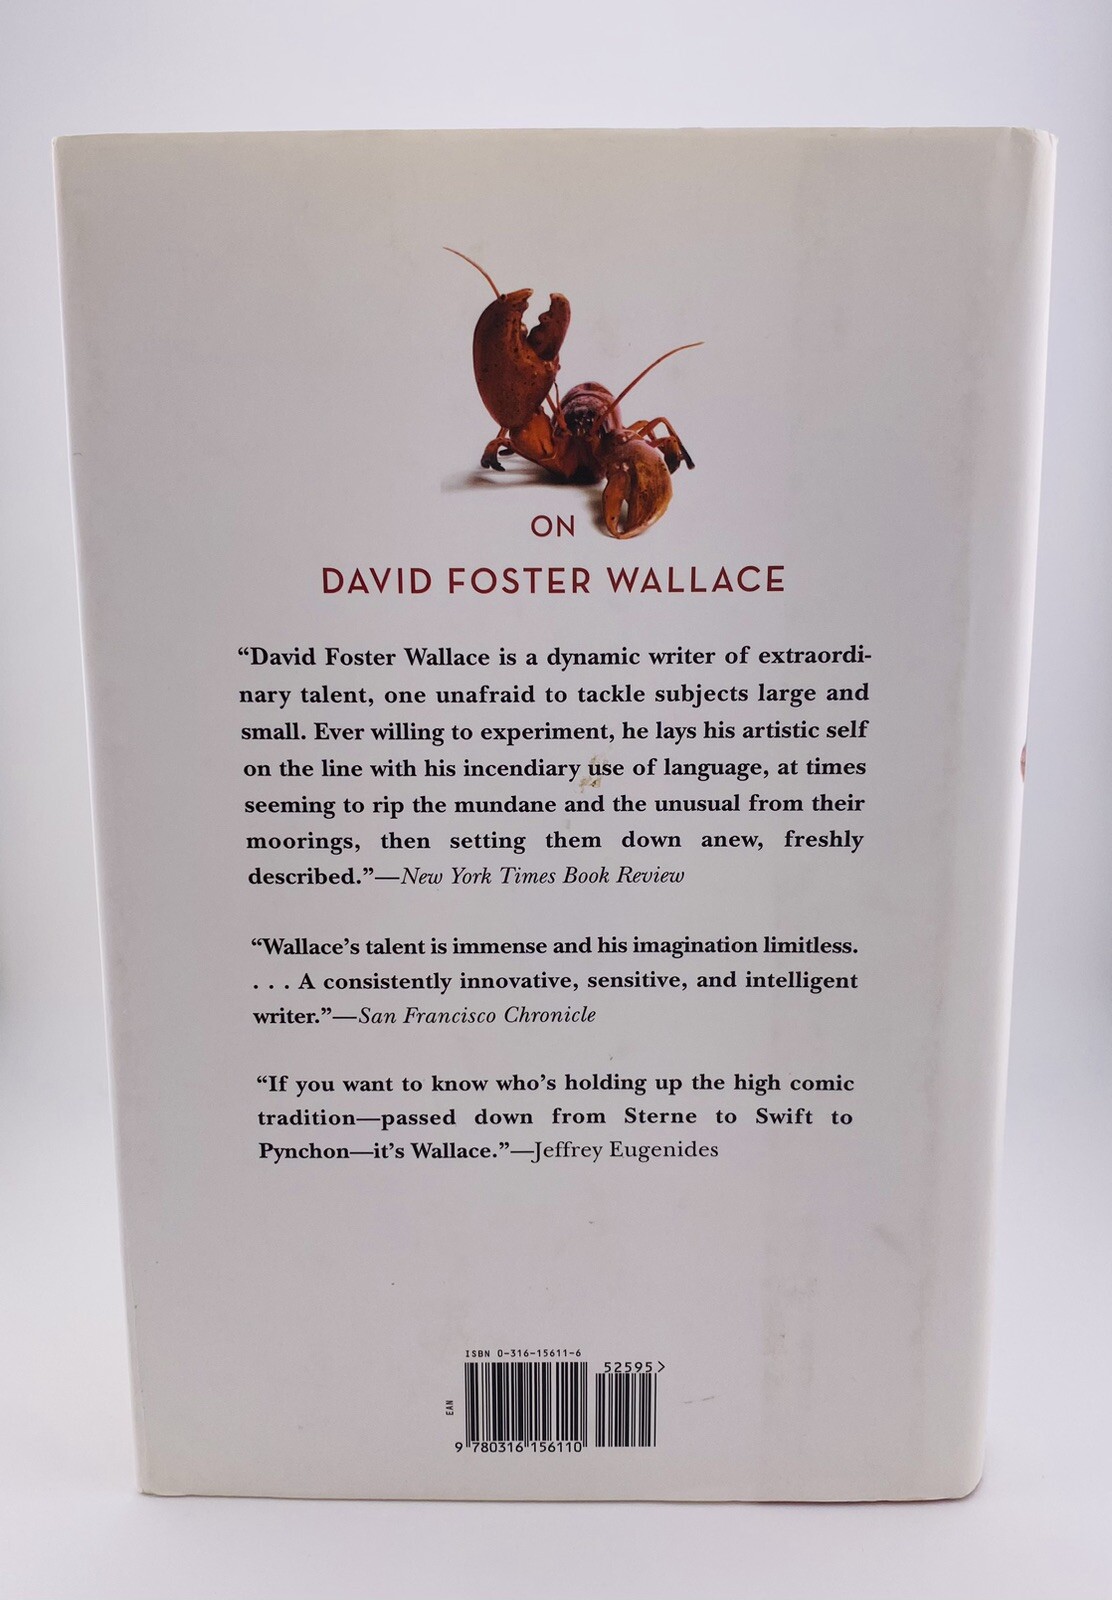 ON
DAVID FOSTER WALLACE
“David Foster Wallace is a dynamic writer of extraordi-
nary talent, one unafraid to tackle subjects large and
small. Ever willing to experiment, he lays his artistic self
on the line with his incendiary use of language, at times
seeming to rip the mundane and the unusual from their
moorings, then setting them down anew, freshly
described.”—New York Times Book Review
“Wallace’s talent is immense and his imagination limitless.
. . . A consistently innovative, sensitive, and intelligent
writer.”—San Francisco Chronicle
“If you want to know who’s holding up the high comic
tradition—passed down from Sterne to Swift to
Pynchon—it’s Wallace.”—Jeffrey Eugenides
ISBN 0-316-15611-6
52595>
EAN
9 780316 156110